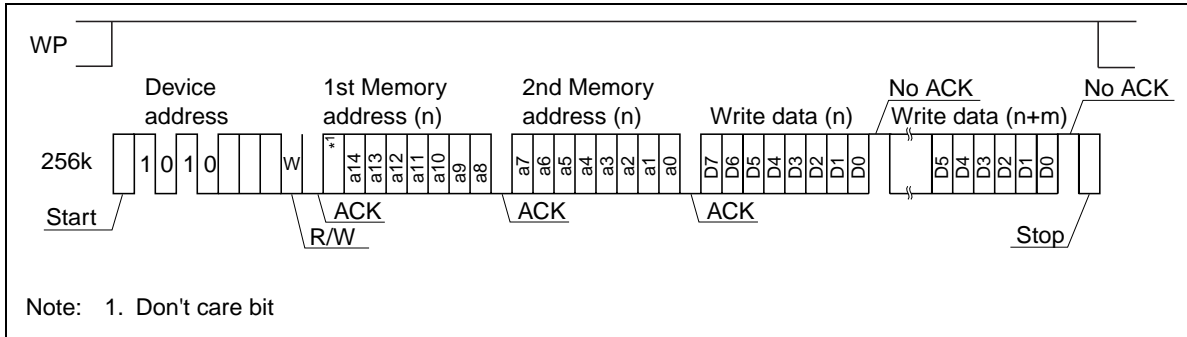 WP
Device
address
1st Memory
address (n)
2nd Memory
address (n)
Write data (n)
No ACK
Write data (n+m)
No ACK
256k
1 0 1 0 W *1 a14 a13 a12 a11 a10 a9 a8 a7 a6 a5 a4 a3 a2 a1 a0 D7 D6 D5 D4 D3 D2 D1 D0 D5 D4 D3 D2 D1 D0
Start
R/W
ACK
ACK
ACK
Stop
Note: 1. Don't care bit